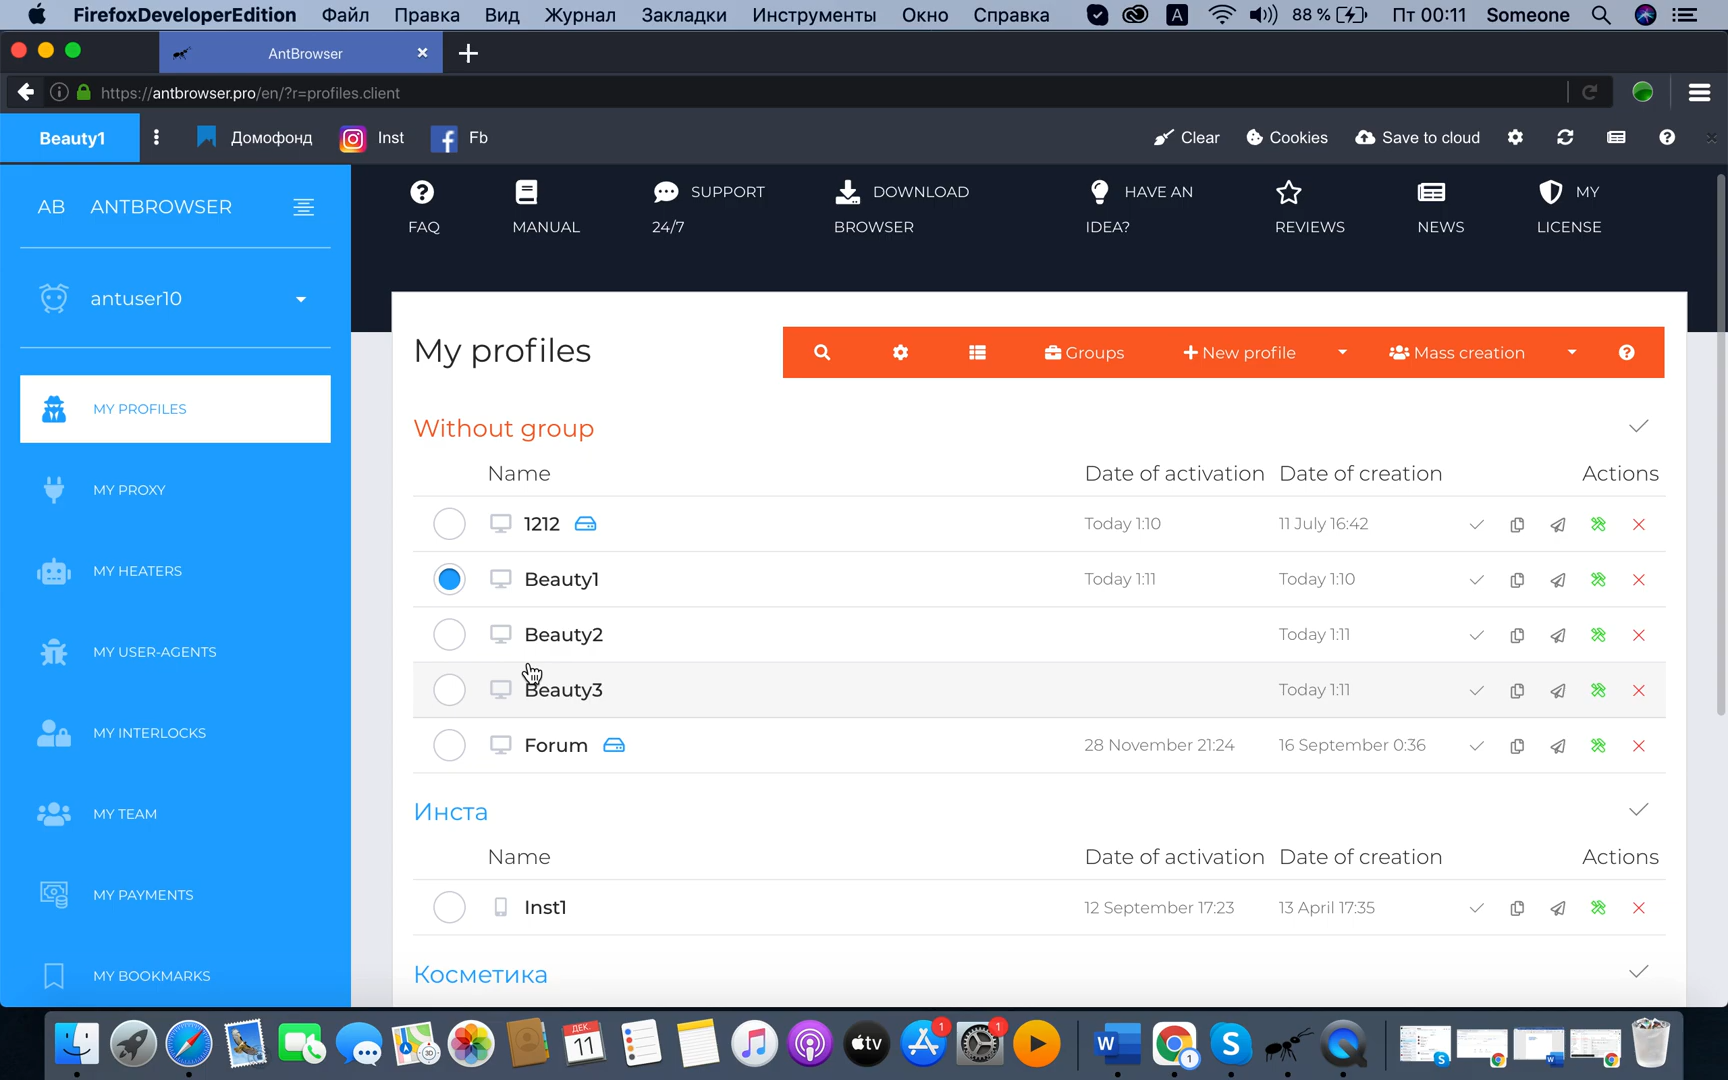 FirefoxDeveloperEdition Файл Правка Вид Журнал Закладки Инструменты Окно Справка A 88 % Пт 00:11 Someone
AntBrowser
https://antbrowser.pro/en/?r=profiles.client
Beauty1 Домофонд Inst Fb Clear Cookies Save to cloud
AB ANTBROWSER
antuser10
MY PROFILES
MY PROXY
MY HEATERS
MY USER-AGENTS
MY INTERLOCKS
MY TEAM
MY PAYMENTS
MY BOOKMARKS
FAQ
MANUAL
SUPPORT
24/7
DOWNLOAD
BROWSER
HAVE AN
IDEA?
REVIEWS
NEWS
MY
LICENSE
My profiles
Groups New profile Mass creation
Without group
Name Date of activation Date of creation Actions
1212 Today 1:10 11 July 16:42
Beauty1 Today 1:11 Today 1:10
Beauty2 Today 1:11
Beauty3 Today 1:11
Forum 28 November 21:24 16 September 0:36
Инста
Name Date of activation Date of creation Actions
Inst1 12 September 17:23 13 April 17:35
Косметика
ДЕК.
11
3D
tv
1
1
W
1
S